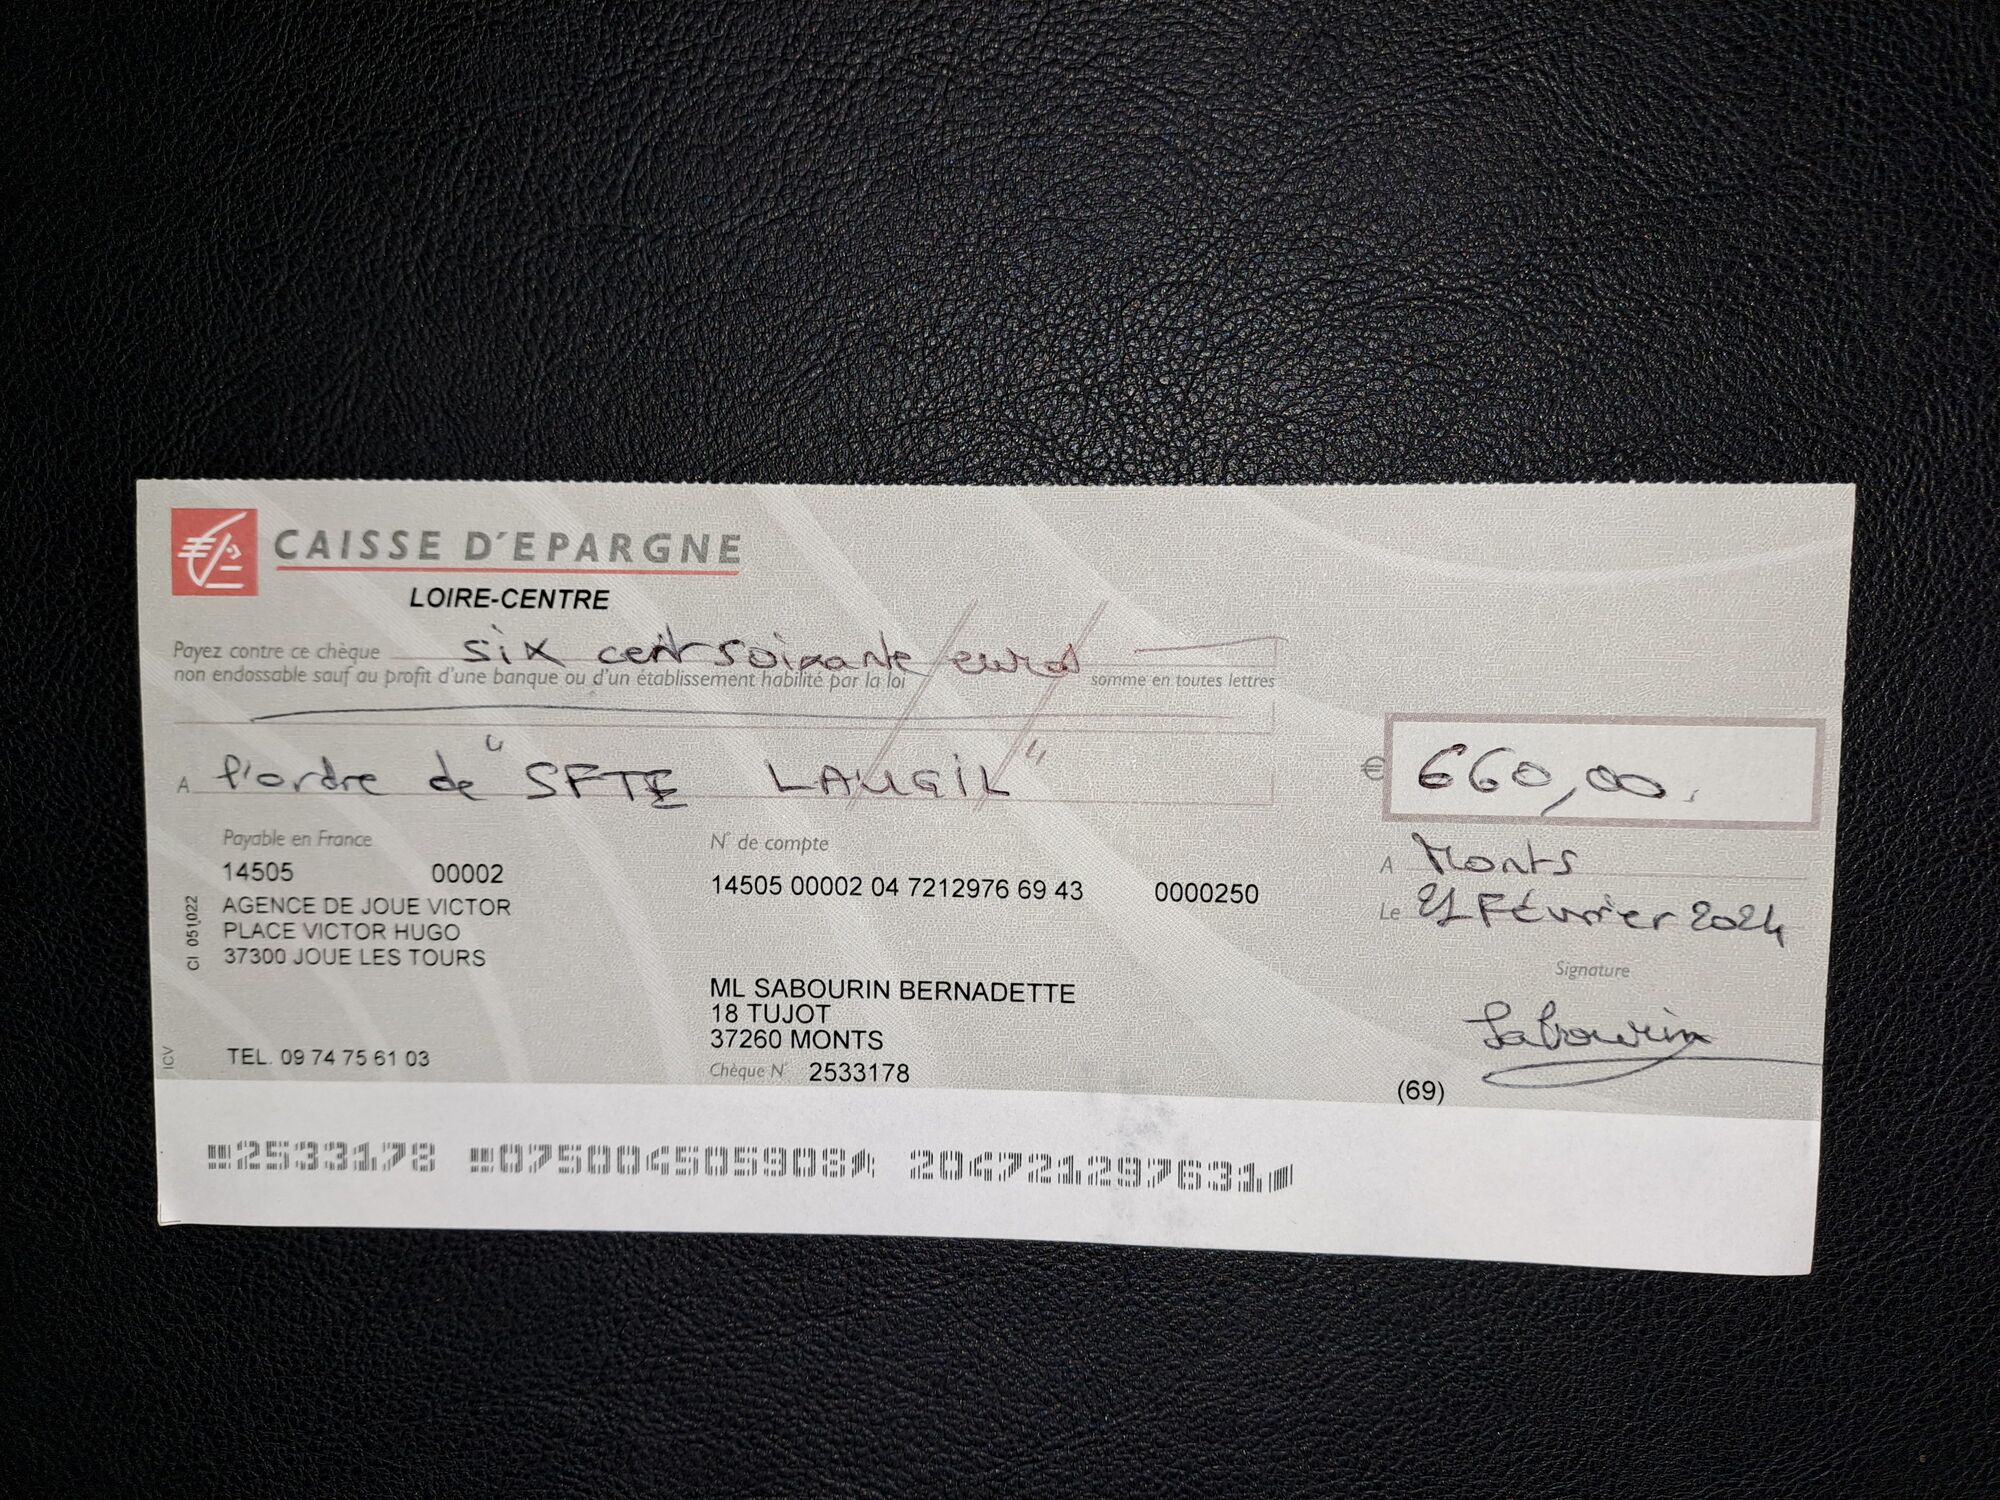 CAISSE D'EPARGNE
LOIRE-CENTRE
Payez contre ce chèque six cent soixante euros
non endossable sauf au profit d'une banque ou d'un établissement habilité par la loi somme en toutes lettres
A l'ordre de "SFTE LAUGIL"
€ 660,00
Payable en France
14505 00002
AGENCE DE JOUE VICTOR
PLACE VICTOR HUGO
37300 JOUE LES TOURS
TEL. 09 74 75 61 03
CI 051022
ICV
N° de compte
14505 00002 04 7212976 69 43 0000250
ML SABOURIN BERNADETTE
18 TUJOT
37260 MONTS
Chèque N° 2533178
A Monts
Le 21 Février 2024
Signature
Sabourin
(69)
2533178 075004505908 204721297631